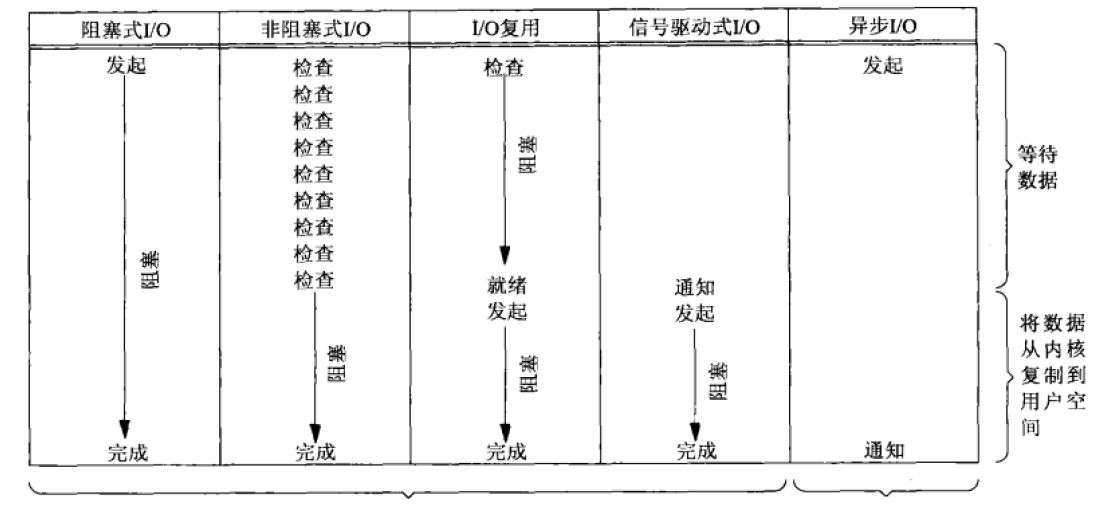 阻塞式I/O 非阻塞式I/O I/O复用 信号驱动式I/O 异步I/O
发起 检查 检查 发起
检查
检查
检查
检查
检查
检查
检查
检查
阻塞
阻塞
就绪 通知
发起 发起
阻塞
阻塞
阻塞
完成 完成 完成 完成 通知
等待
数据
将数据
从内核
复制到
用户空
间